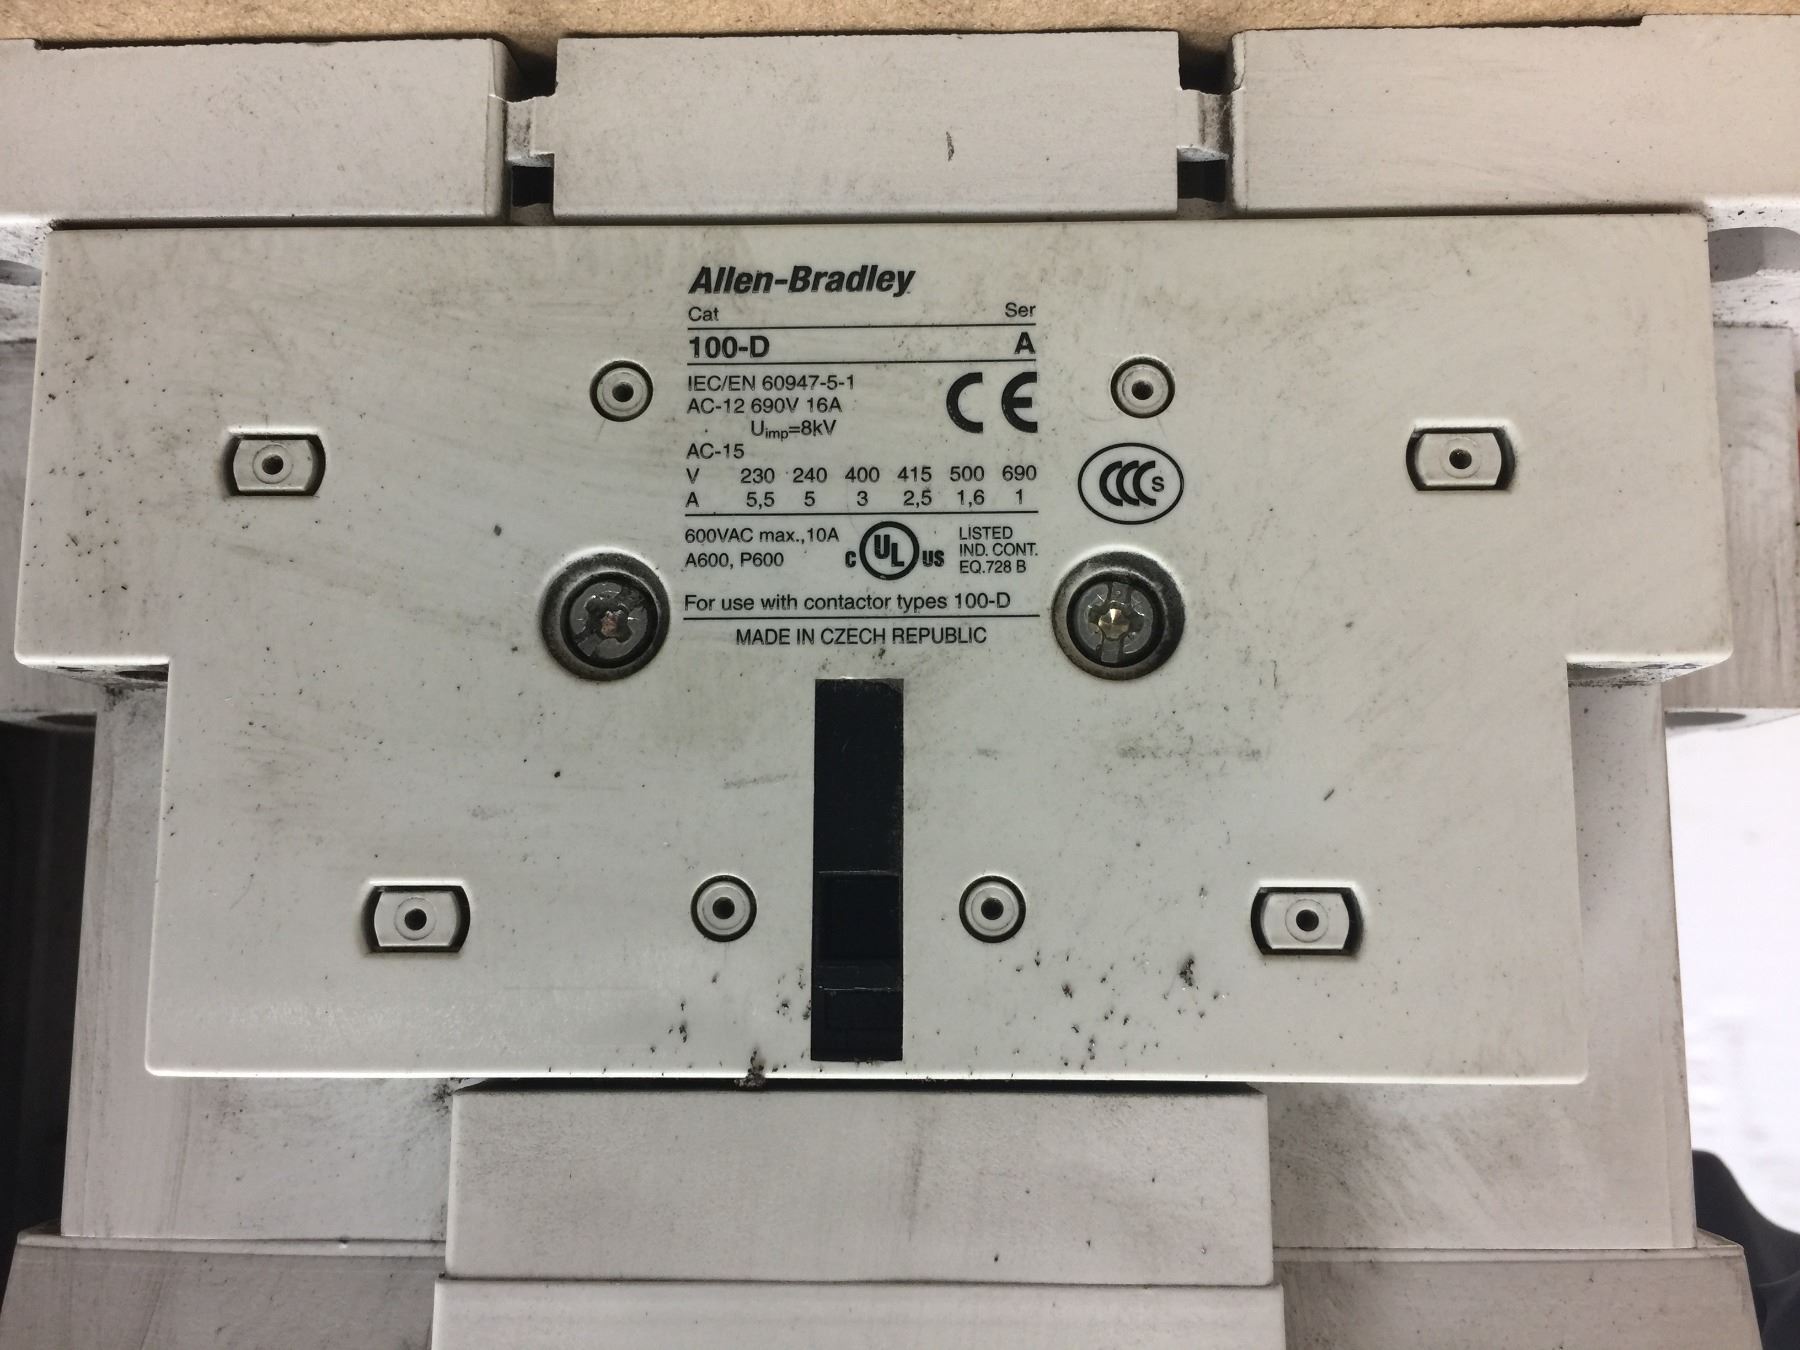 Allen-Bradley
Cat Ser
100-D A
IEC/EN 60947-5-1
AC-12 690V 16A
Uimp=8kV
CE
AC-15
V 230 240 400 415 500 690
A 5,5 5 3 2,5 1,6 1
CCC S
600VAC max.,10A
A600, P600
C UL US
LISTED
IND. CONT.
EQ.728 B
For use with contactor types 100-D
MADE IN CZECH REPUBLIC